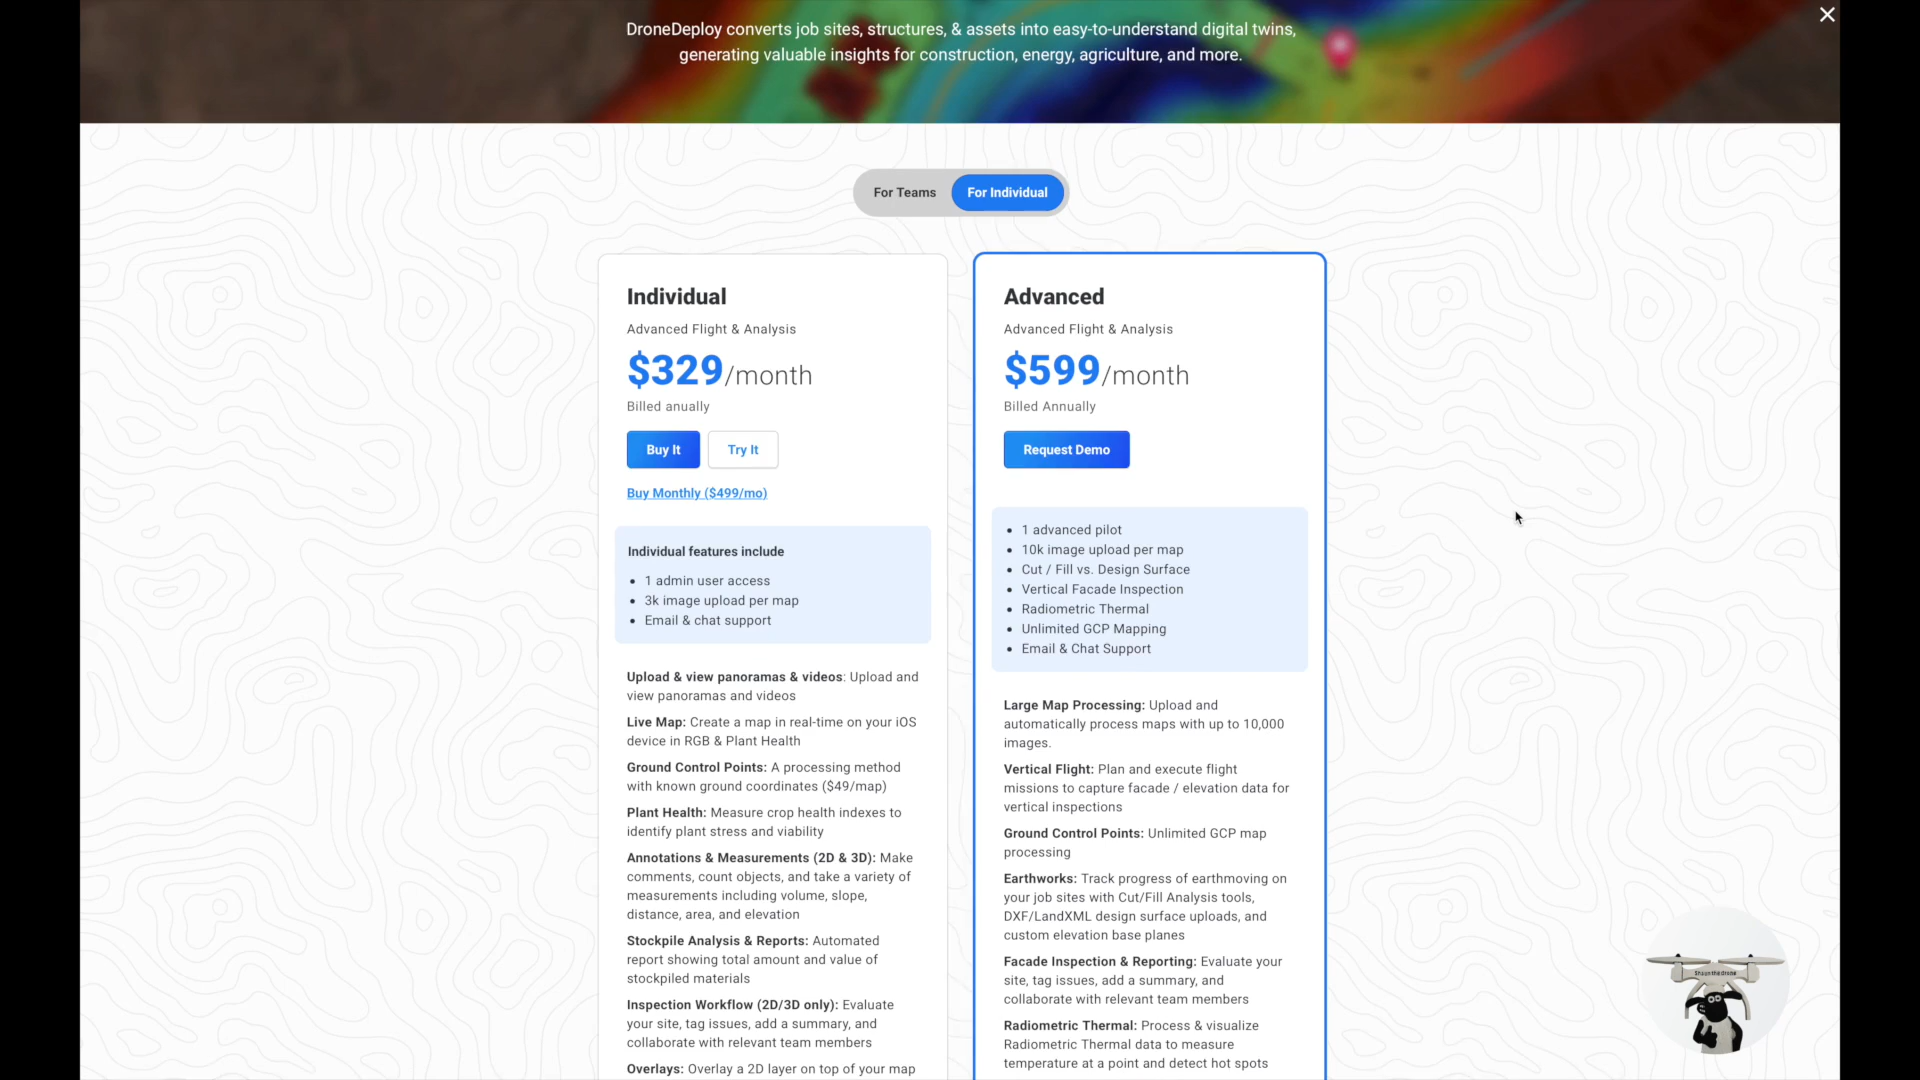 DroneDeploy converts job sites, structures, & assets into easy-to-understand digital twins,
generating valuable insights for construction, energy, agriculture, and more.
For Teams
For Individual
Individual
Advanced Flight & Analysis
$329/month
Billed anually
Buy It
Try It
Buy Monthly ($499/mo)
Individual features include
• 1 admin user access
• 3k image upload per map
• Email & chat support
Upload & view panoramas & videos: Upload and
view panoramas and videos
Live Map: Create a map in real-time on your iOS
device in RGB & Plant Health
Ground Control Points: A processing method
with known ground coordinates ($49/map)
Plant Health: Measure crop health indexes to
identify plant stress and viability
Annotations & Measurements (2D & 3D): Make
comments, count objects, and take a variety of
measurements including volume, slope,
distance, area, and elevation
Stockpile Analysis & Reports: Automated
report showing total amount and value of
stockpiled materials
Inspection Workflow (2D/3D only): Evaluate
your site, tag issues, add a summary, and
collaborate with relevant team members
Overlays: Overlay a 2D layer on top of your map
Advanced
Advanced Flight & Analysis
$599/month
Billed Annually
Request Demo
• 1 advanced pilot
• 10k image upload per map
• Cut / Fill vs. Design Surface
• Vertical Facade Inspection
• Radiometric Thermal
• Unlimited GCP Mapping
• Email & Chat Support
Large Map Processing: Upload and
automatically process maps with up to 10,000
images.
Vertical Flight: Plan and execute flight
missions to capture facade / elevation data for
vertical inspections
Ground Control Points: Unlimited GCP map
processing
Earthworks: Track progress of earthmoving on
your job sites with Cut/Fill Analysis tools,
DXF/LandXML design surface uploads, and
custom elevation base planes
Facade Inspection & Reporting: Evaluate your
site, tag issues, add a summary, and
collaborate with relevant team members
Radiometric Thermal: Process & visualize
Radiometric Thermal data to measure
temperature at a point and detect hot spots
Shaun the drone